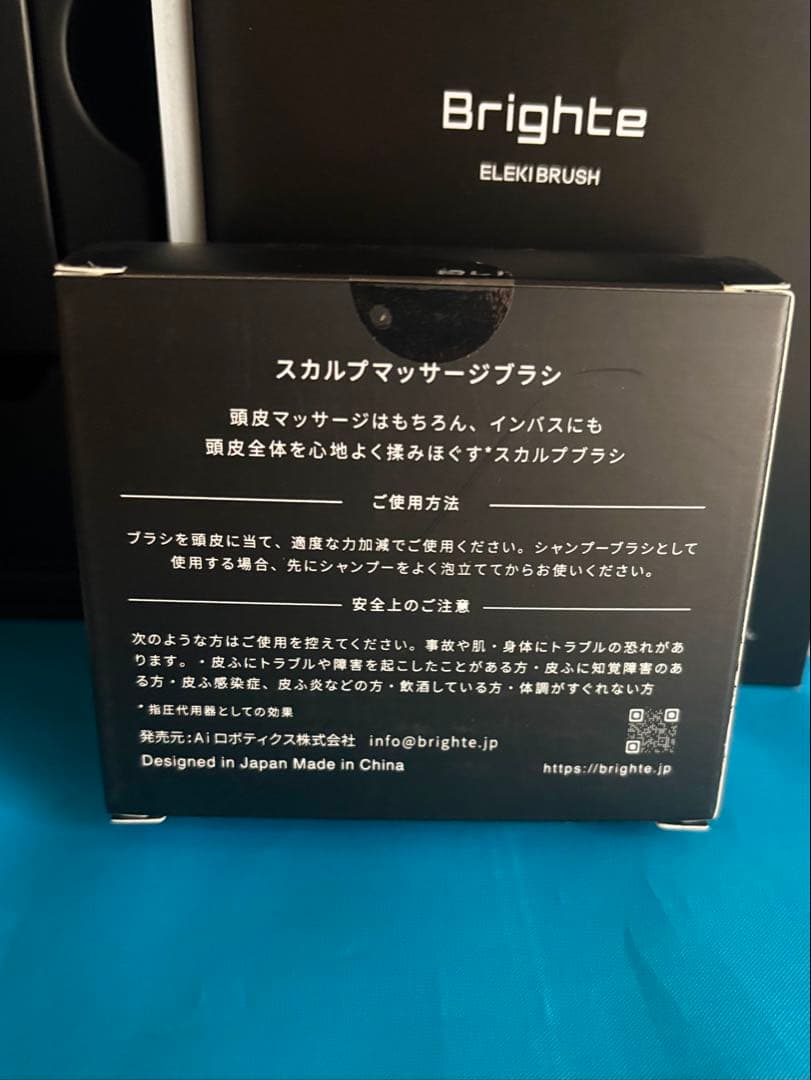 Brighte
ELEKIBRUSH
スカルプマッサージブラシ
頭皮マッサージはもちろん、インバスにも
頭皮全体を心地よく揉みほぐす*スカルプブラシ
ご使用方法
ブラシを頭皮に当て、適度な力加減でご使用ください。シャンプーブラシとして
使用する場合、先にシャンプーをよく泡立ててからお使いください。
安全上のご注意
次のような方はご使用を控えてください。事故や肌・身体にトラブルの恐れがあ
ります。・皮ふにトラブルや障害を起こしたことがある方・皮ふに知覚障害のあ
る方・皮ふ感染症、皮ふ炎などの方・飲酒している方・体調がすぐれない方
*指圧代用器としての効果
発売元:Aiロボティクス株式会社 info@brighte.jp
Designed in Japan Made in China
https://brighte.jp